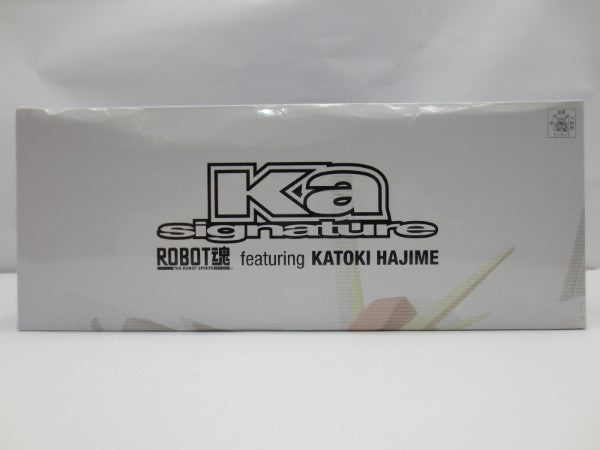 Ka
signature
ROBOT魂 featuring KATOKI HAJIME
THE ROBOT SPIRITS